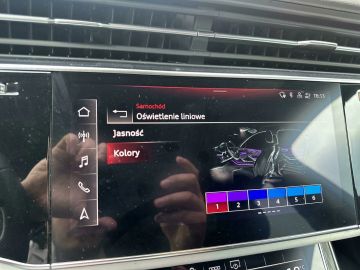 Samochód
Oświetlenie liniowe
Jasność
Kolory
1 2 3 4 5 6